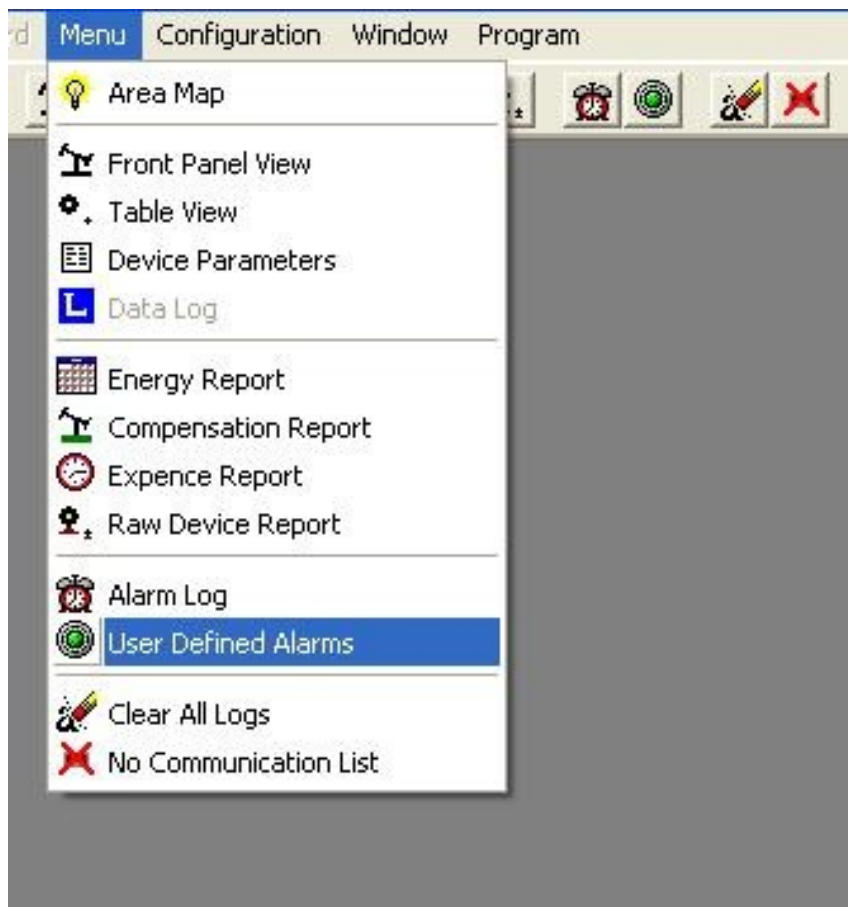 rd Menu Configuration Window Program
Area Map
Front Panel View
Table View
Device Parameters
L Data Log
Energy Report
Compensation Report
Expence Report
Raw Device Report
Alarm Log
User Defined Alarms
Clear All Logs
No Communication List